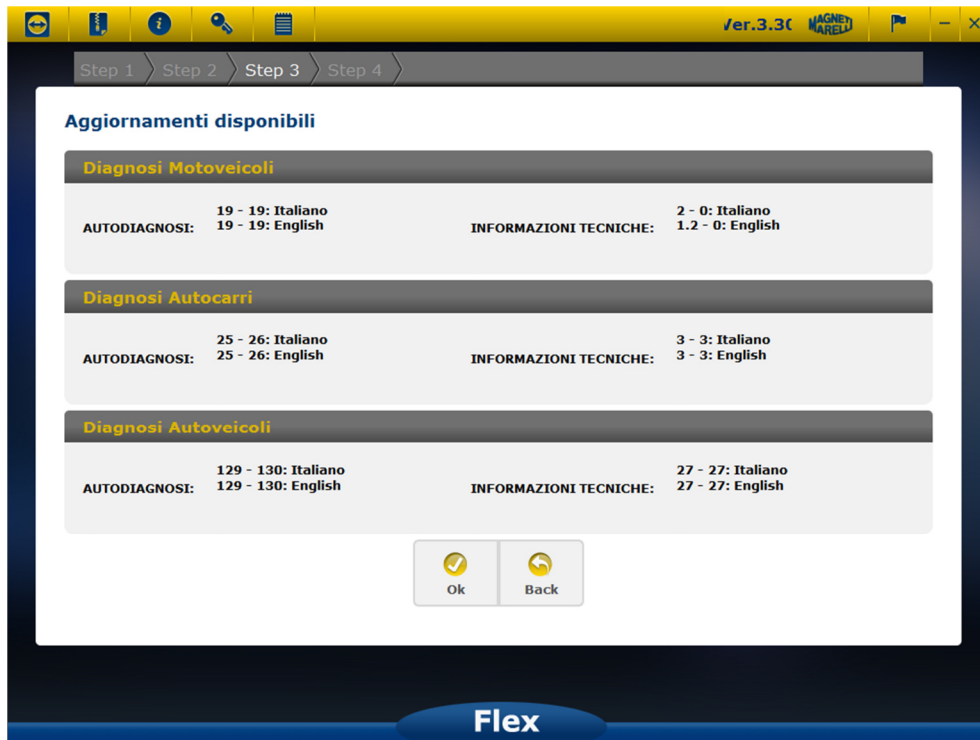 Ver.3.30
MAGNETI
MARELLI
Step 1 Step 2 Step 3 Step 4
Aggiornamenti disponibili
Diagnosi Motoveicoli
AUTODIAGNOSI:
19 - 19: Italiano
19 - 19: English
INFORMAZIONI TECNICHE:
2 - 0: Italiano
1.2 - 0: English
Diagnosi Autocarri
AUTODIAGNOSI:
25 - 26: Italiano
25 - 26: English
INFORMAZIONI TECNICHE:
3 - 3: Italiano
3 - 3: English
Diagnosi Autoveicoli
AUTODIAGNOSI:
129 - 130: Italiano
129 - 130: English
INFORMAZIONI TECNICHE:
27 - 27: Italiano
27 - 27: English
Ok
Back
Flex